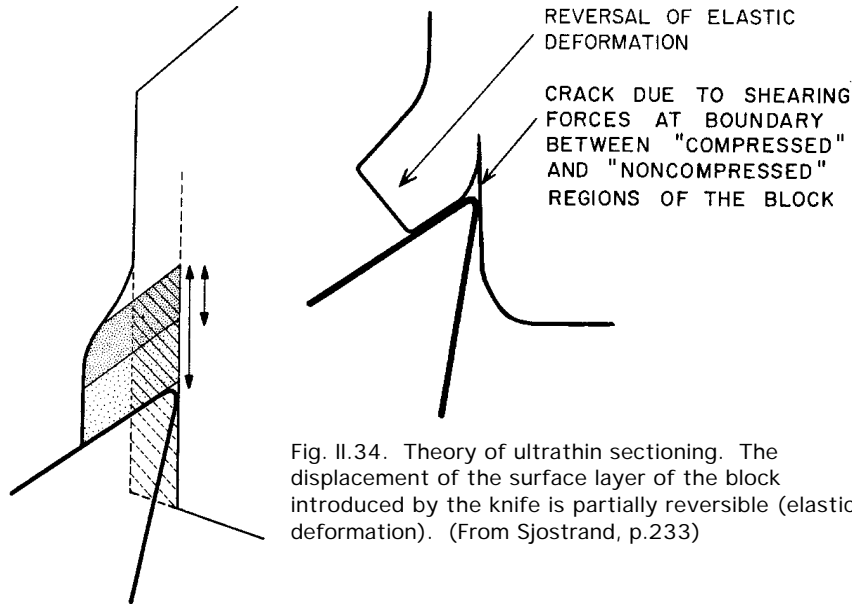 REVERSAL OF ELASTIC
DEFORMATION
CRACK DUE TO SHEARING
FORCES AT BOUNDARY
BETWEEN "COMPRESSED"
AND "NONCOMPRESSED"
REGIONS OF THE BLOCK
Fig. II.34. Theory of ultrathin sectioning. The
displacement of the surface layer of the block
introduced by the knife is partially reversible (elastic
deformation). (From Sjostrand, p.233)